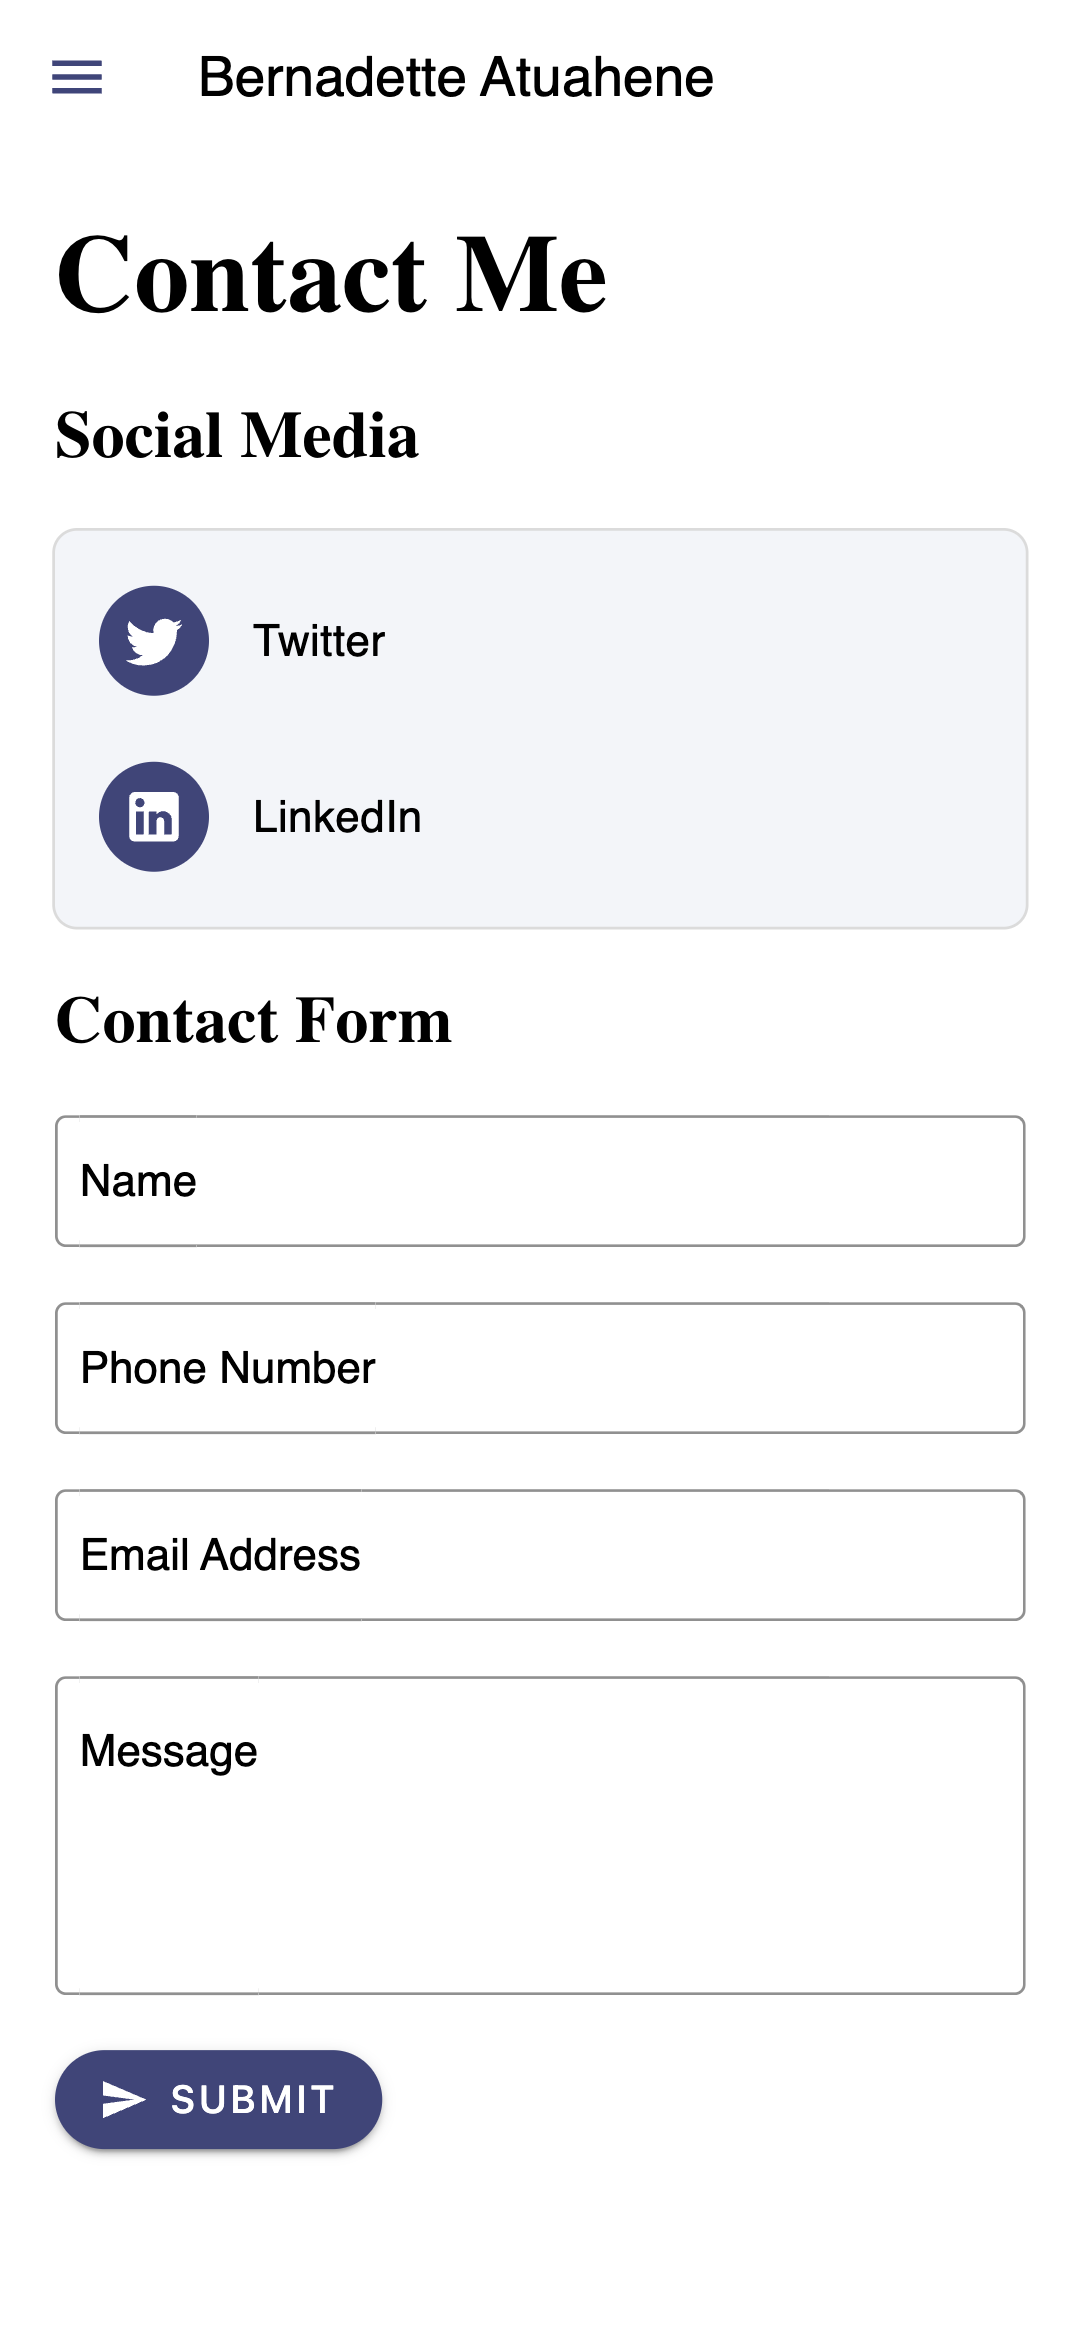 Bernadette Atuahene
Contact Me
Social Media
Twitter
LinkedIn
Contact Form
Name
Phone Number
Email Address
Message
SUBMIT